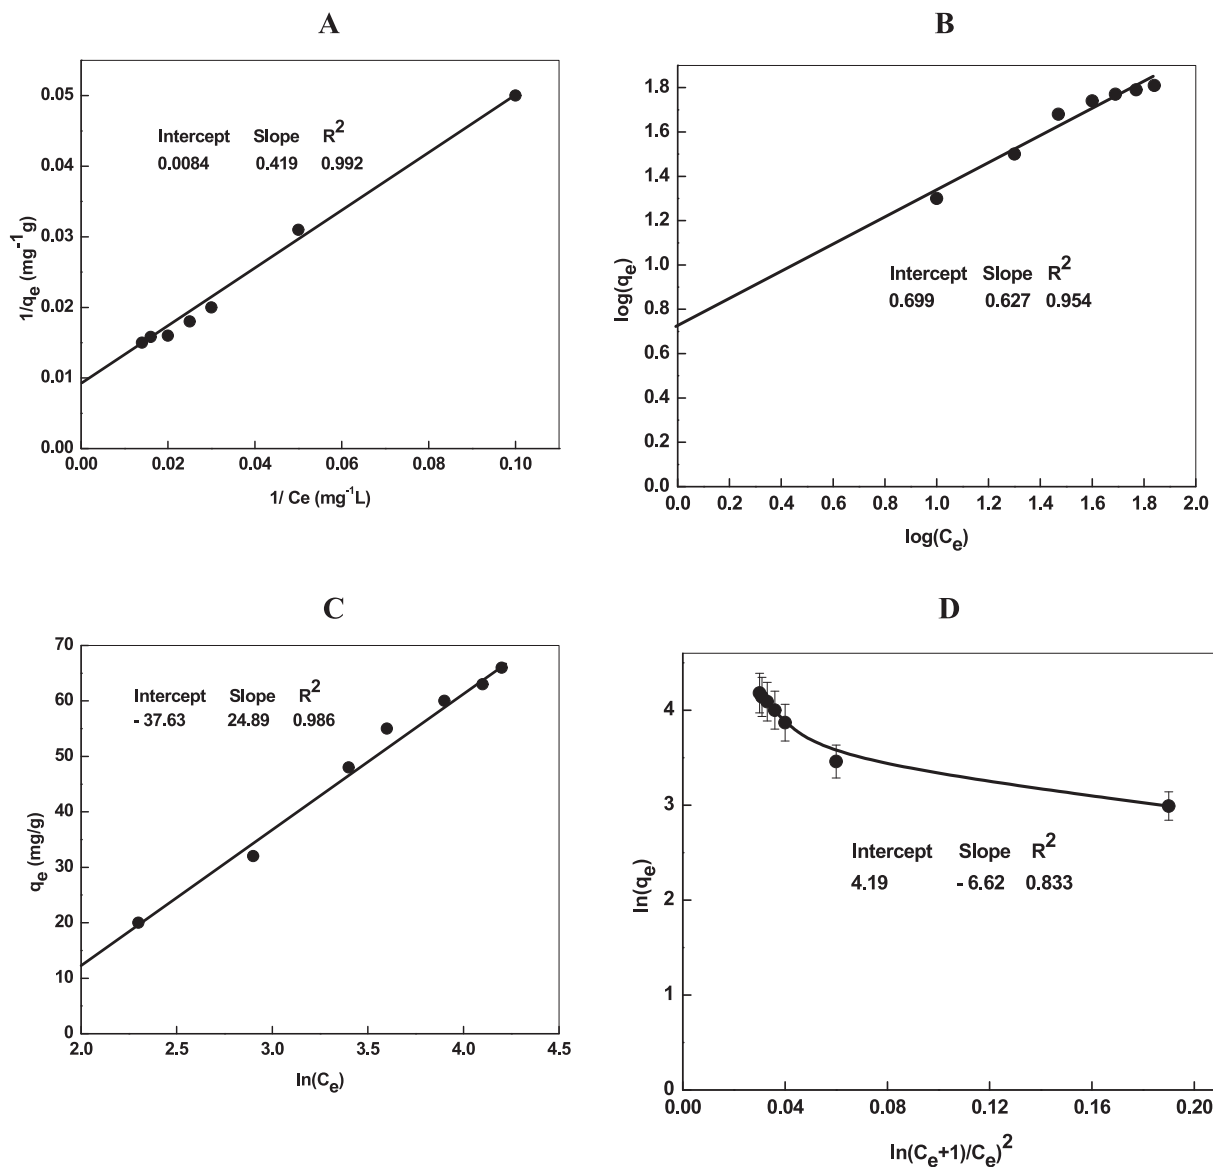 A
Intercept Slope R2
0.0084 0.419 0.992
0.05
0.04
0.03
0.02
0.01
0.00
1/qe (mg-1g)
0.00 0.02 0.04 0.06 0.08 0.10
1/ Ce (mg-1L)
B
Intercept Slope R2
0.699 0.627 0.954
1.8
1.6
1.4
1.2
1.0
0.8
0.6
0.4
0.2
0.0
log(qe)
0.0 0.2 0.4 0.6 0.8 1.0 1.2 1.4 1.6 1.8 2.0
log(Ce)
C
Intercept Slope R2
- 37.63 24.89 0.986
70
60
50
40
30
20
10
0
qe (mg/g)
2.0 2.5 3.0 3.5 4.0 4.5
ln(Ce)
D
Intercept Slope R2
4.19 - 6.62 0.833
4
3
2
1
0
ln(qe)
0.00 0.04 0.08 0.12 0.16 0.20
ln(Ce+1)/Ce)2